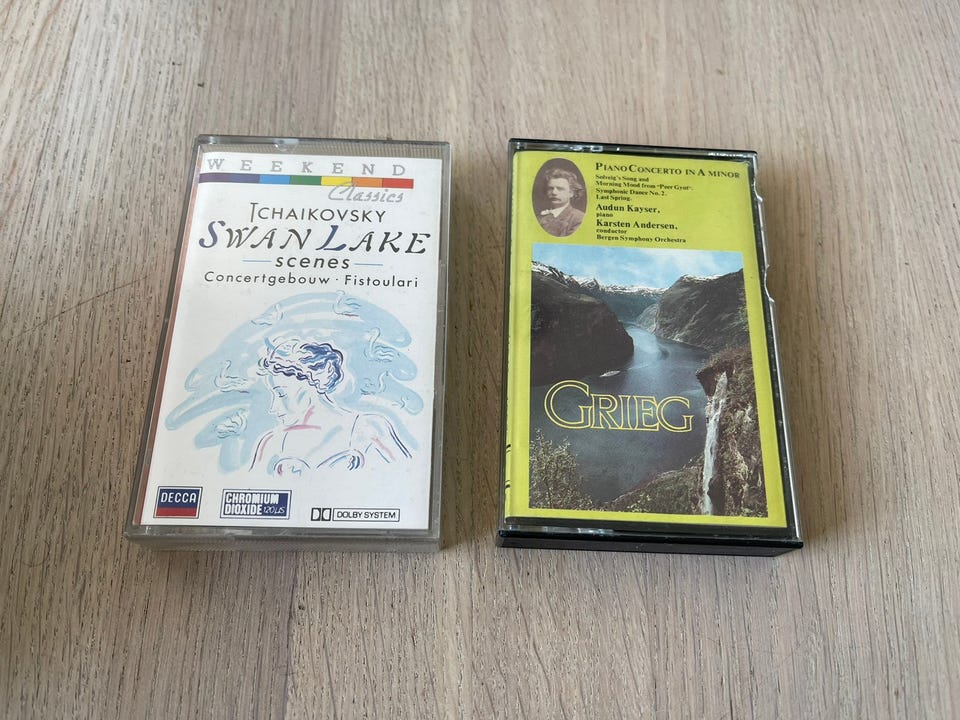 WEEKEND
Classics
TCHAIKOVSKY
SWAN LAKE
scenes
Concertgebouw · Fistoulari
DECCA
CHROMIUM
DIOXIDE 120 µS
DOLBY SYSTEM
PIANO CONCERTO IN A MINOR
Solveig's Song and
Morning Mood from "Peer Gynt".
Symphonic Dance No. 2.
Last Spring.
Audun Kayser,
piano
Karsten Andersen,
conductor
Bergen Symphony Orchestra
GRIEG